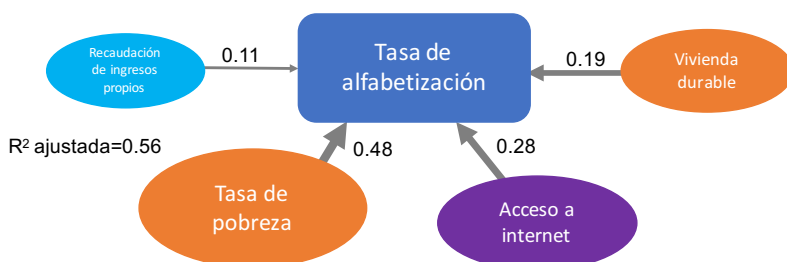 Recaudación
de ingresos
propios
0.11
Tasa de
alfabetización
0.19
Vivienda
durable
R² ajustada=0.56
Tasa de
pobreza
0.48
0.28
Acceso a
internet